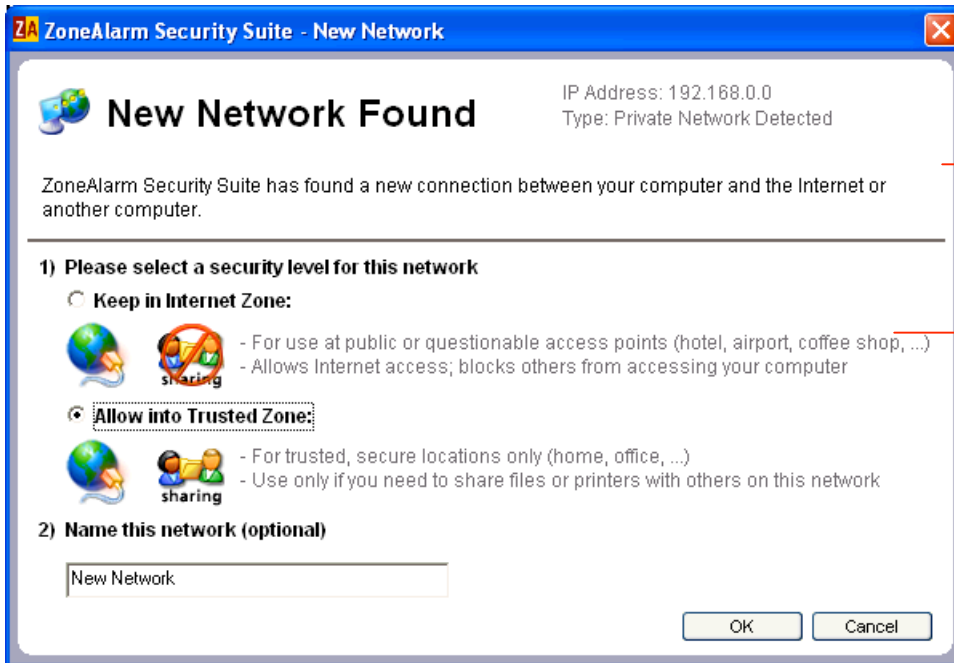 ZA ZoneAlarm Security Suite - New Network
New Network Found
IP Address: 192.168.0.0
Type: Private Network Detected
ZoneAlarm Security Suite has found a new connection between your computer and the Internet or
another computer.
1) Please select a security level for this network
Keep in Internet Zone:
sharing
- For use at public or questionable access points (hotel, airport, coffee shop, ...)
- Allows Internet access; blocks others from accessing your computer
Allow into Trusted Zone:
sharing
- For trusted, secure locations only (home, office, ...)
- Use only if you need to share files or printers with others on this network
2) Name this network (optional)
New Network
OK
Cancel